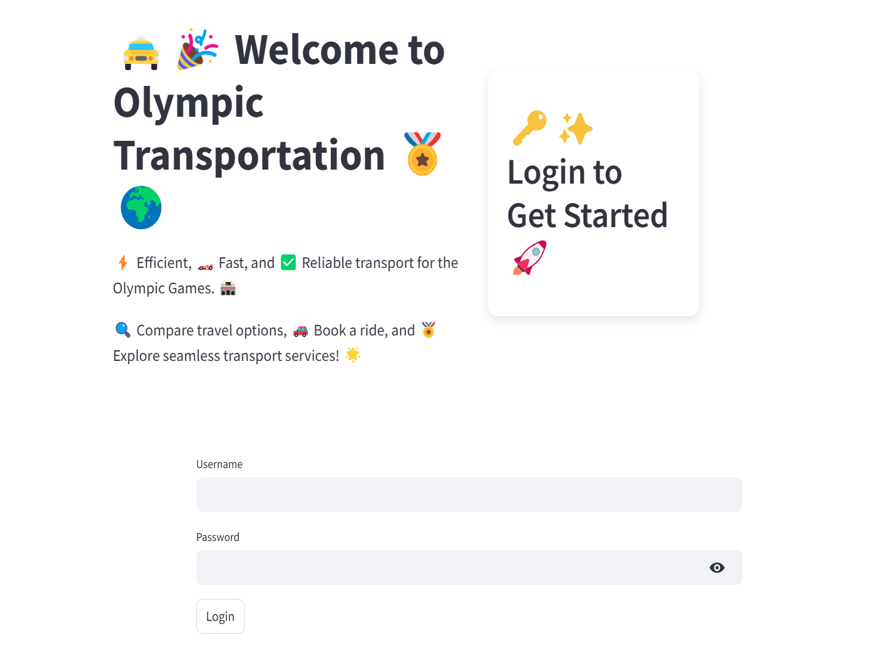 🚖 🎉 Welcome to
Olympic
Transportation 🏅
🌍
⚡ Efficient, 🏎️ Fast, and ✅ Reliable transport for the
Olympic Games. 🏟️
🔍 Compare travel options, 🚗 Book a ride, and 🏅
Explore seamless transport services! 🌟
🔑 ✨
Login to
Get Started
🚀
Username
Password
Login